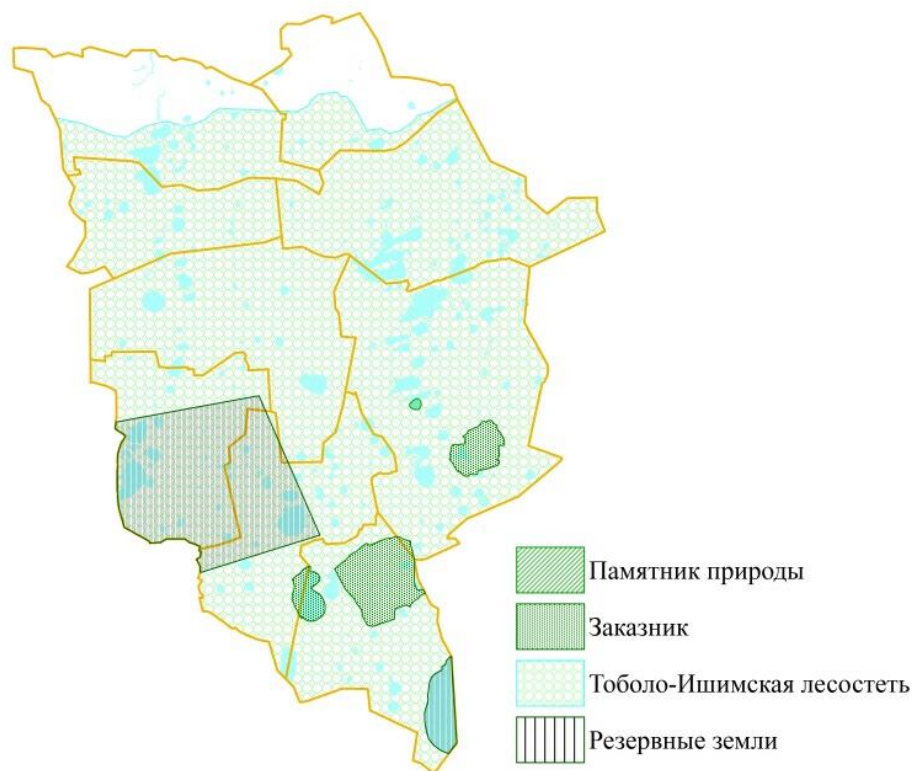 Памятник природы
Заказник
Тоболо-Ишимская лесостеть
Резервные земли